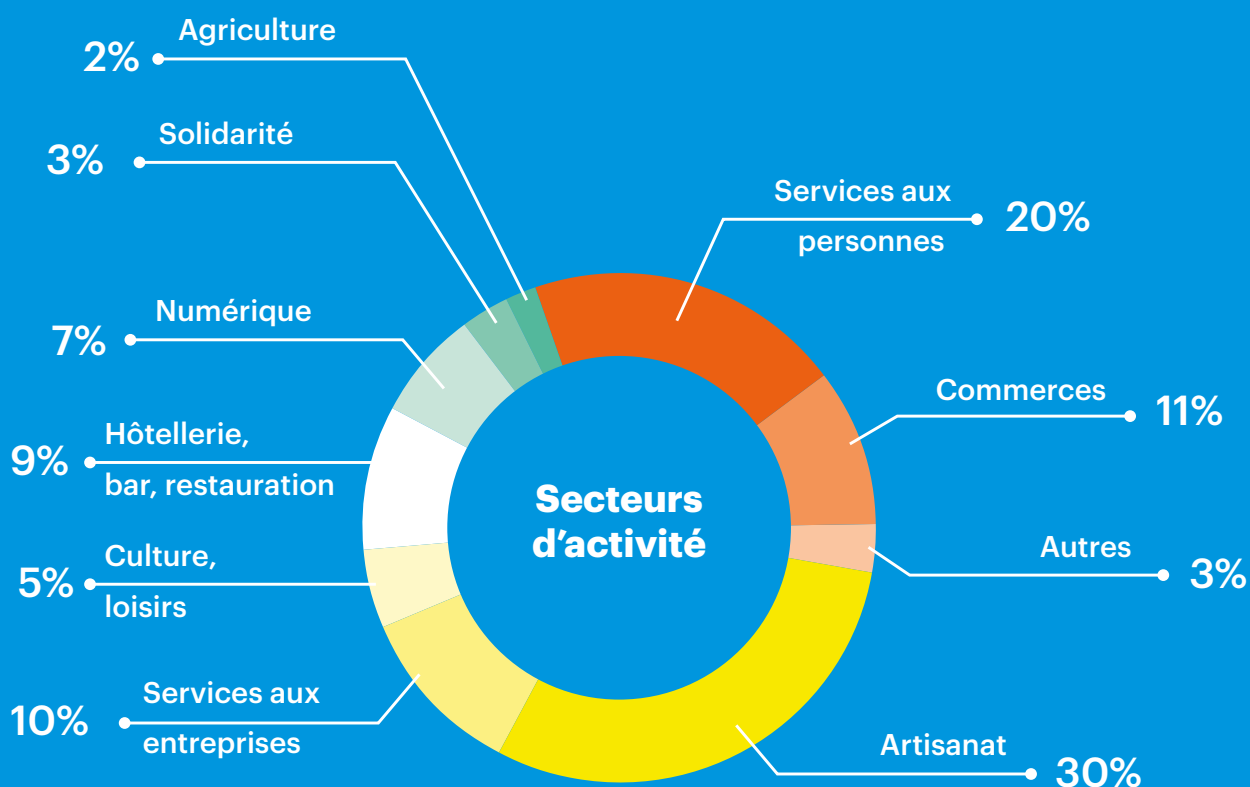 Agriculture
2%
Solidarité
3%
Services aux
personnes
20%
Numérique
7%
Commerces
11%
Hôtellerie,
bar, restauration
9%
Secteurs
d'activité
Autres
3%
Culture,
loisirs
5%
Services aux
entreprises
10%
Artisanat
30%